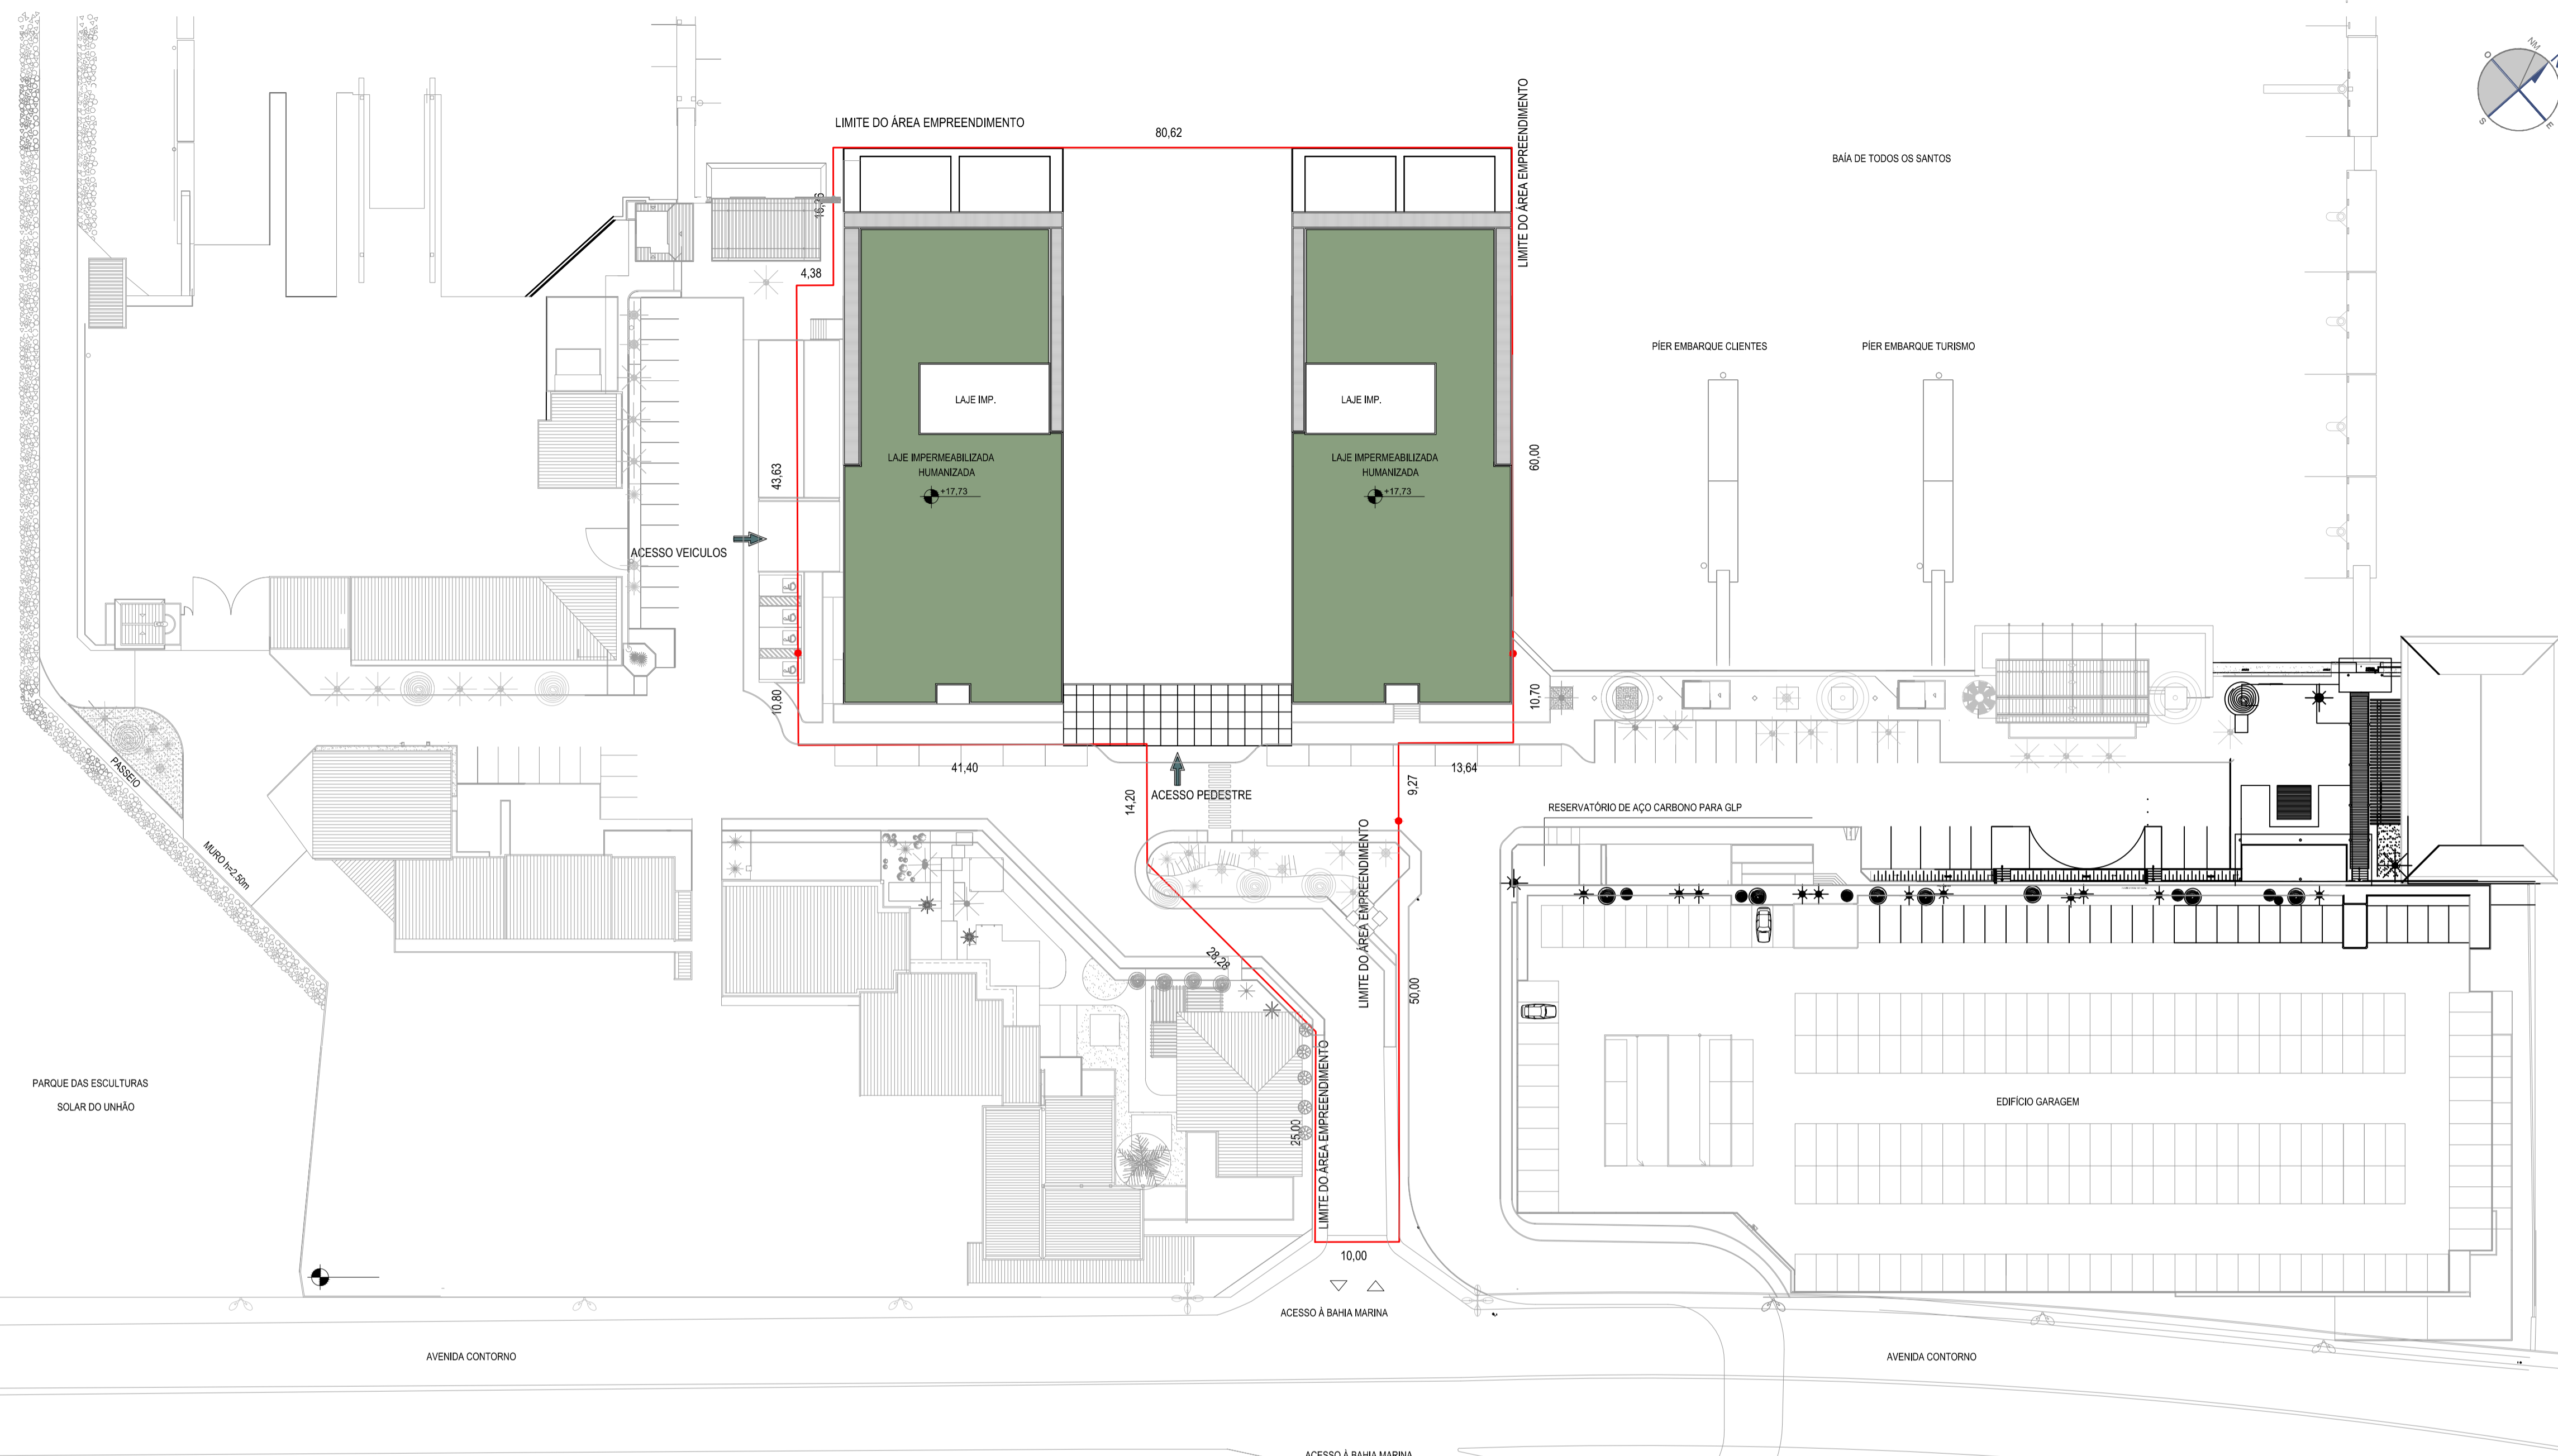 NM
O
S
E
LIMITE DO ÁREA EMPREENDIMENTO
80,62
LIMITE DO ÁREA EMPREENDIMENTO
BAÍA DE TODOS OS SANTOS
4,38
PÍER EMBARQUE CLIENTES
PÍER EMBARQUE TURISMO
LAJE IMP.
LAJE IMP.
LAJE IMPERMEABILIZADA
HUMANIZADA
+17,73
LAJE IMPERMEABILIZADA
HUMANIZADA
+17,73
43,63
60,00
ACESSO VEICULOS
10,80
10,70
41,40
13,64
14,20
ACESSO PEDESTRE
9,27
RESERVATÓRIO DE AÇO CARBONO PARA GLP
PASSEIO
MURO h=2.50m
LIMITE DO ÁREA EMPREENDIMENTO
28,28
50,00
PARQUE DAS ESCULTURAS
SOLAR DO UNHÃO
LIMITE DO ÁREA EMPREENDIMENTO
25,00
EDIFÍCIO GARAGEM
10,00
ACESSO À BAHIA MARINA
AVENIDA CONTORNO
AVENIDA CONTORNO
ACESSO À BAHIA MARINA